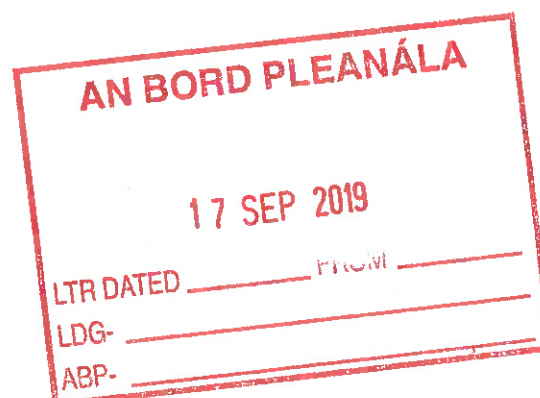 AN BORD PLEANÁLA
17 SEP 2019
LTR DATED FROM
LDG-
ABP-